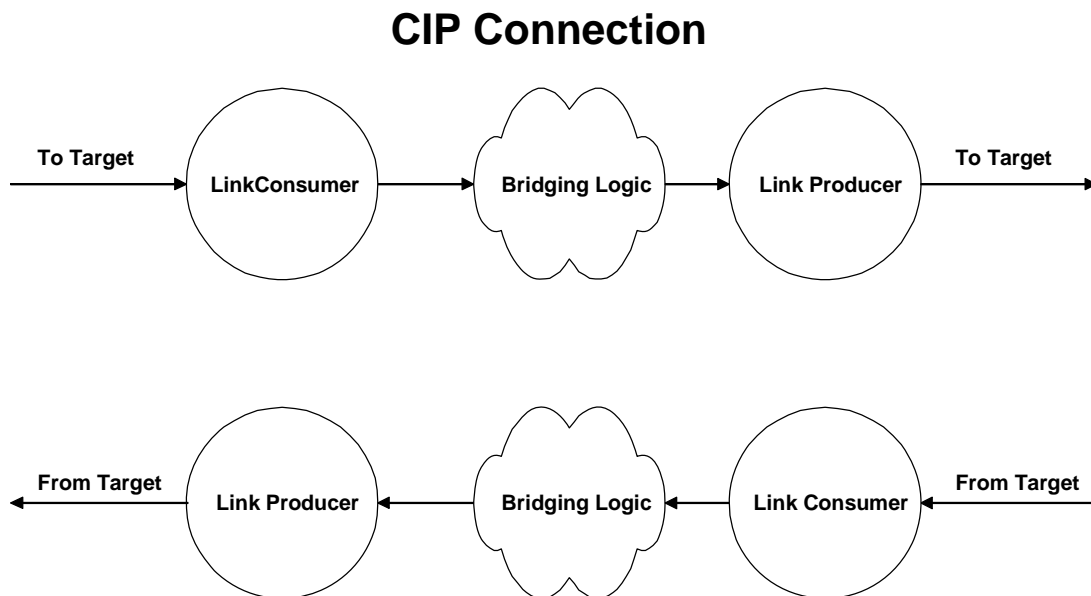 CIP Connection
To Target
To Target
LinkConsumer
Bridging Logic
Link Producer
From Target
From Target
Link Producer
Bridging Logic
Link Consumer